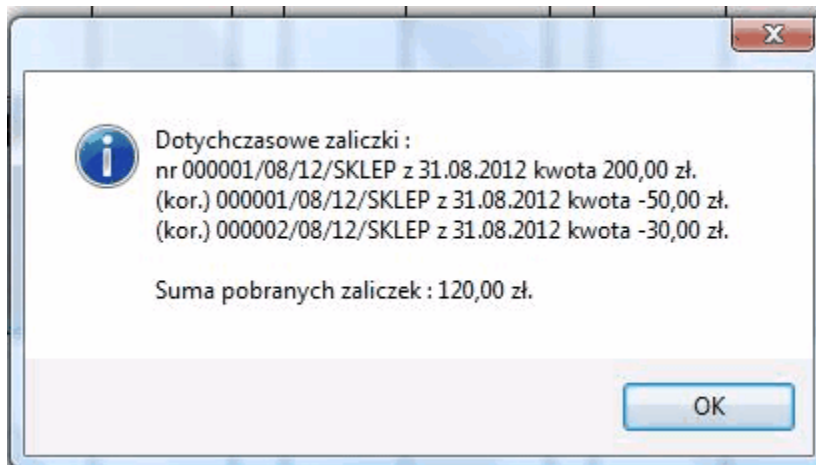 Dotychczasowe zaliczki :
nr 000001/08/12/SKLEP z 31.08.2012 kwota 200,00 zł.
(kor.) 000001/08/12/SKLEP z 31.08.2012 kwota -50,00 zł.
(kor.) 000002/08/12/SKLEP z 31.08.2012 kwota -30,00 zł.
Suma pobranych zaliczek : 120,00 zł.
OK